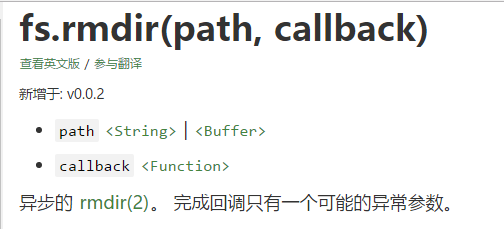 fs.rmdir(path, callback)
查看英文版 / 参与翻译
新增于: v0.0.2
path <String> | <Buffer>
callback <Function>
异步的 rmdir(2)。 完成回调只有一个可能的异常参数。